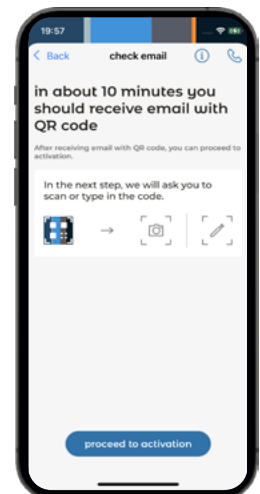 19:57
Back check email
in about 10 minutes you
should receive email with
QR code
After receiving email with QR code, you can proceed to
activation.
In the next step, we will ask you to
scan or type in the code.
proceed to activation